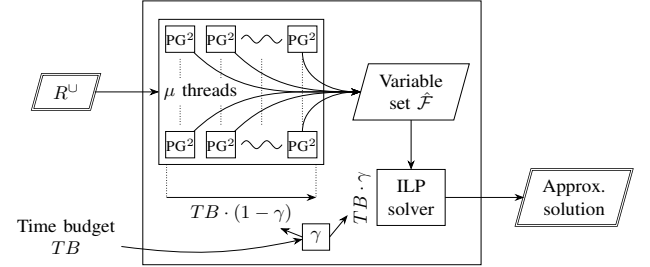 PG² PG² PG²
R^∪
μ threads
Variable
set F̂
PG² PG² PG²
TB · (1 − γ)
TB · γ
ILP
solver
Approx.
solution
Time budget
TB
γ